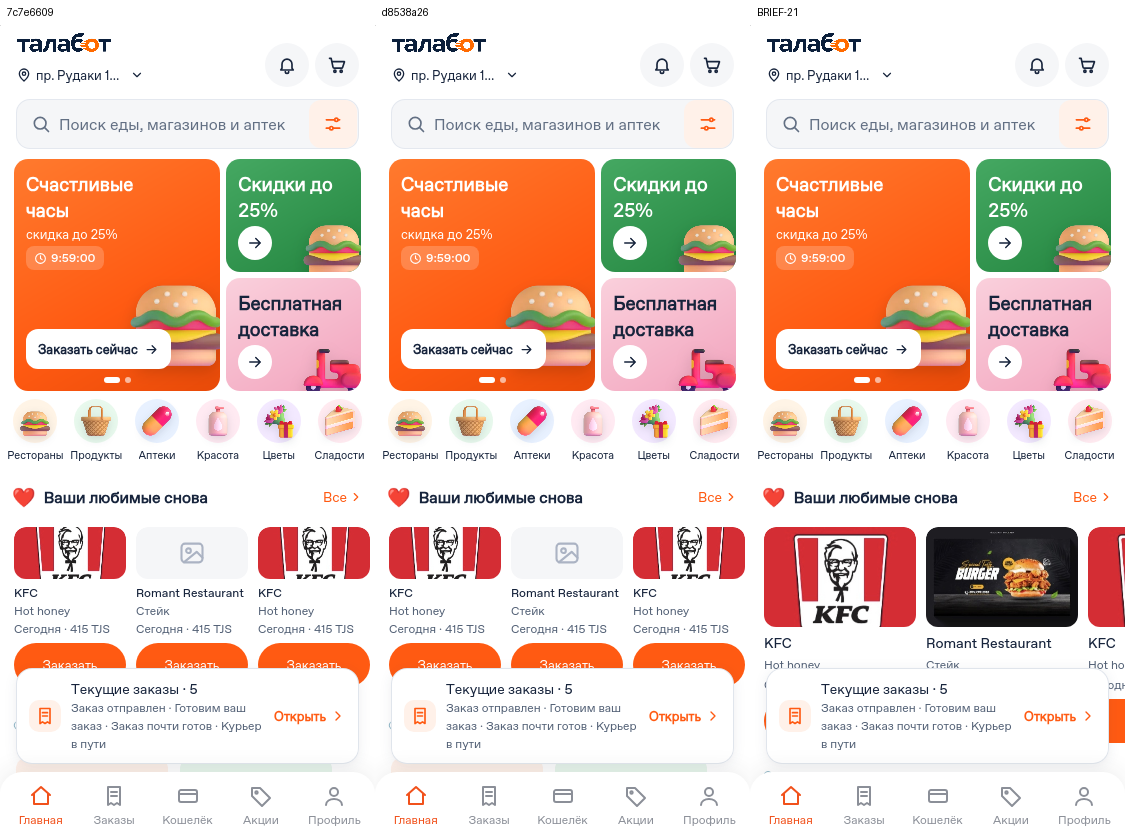 7c7e6609
талабот
пр. Рудаки 1...
Поиск еды, магазинов и аптек
Счастливые
часы
скидка до 25%
9:59:00
Заказать сейчас
Скидки до
25%
Бесплатная
доставка
Рестораны Продукты Аптеки Красота Цветы Сладости
Ваши любимые снова
Все
KFC
KFC
KFC Romant Restaurant KFC
Hot honey Стейк Hot honey
Сегодня · 415 TJS Сегодня · 415 TJS Сегодня · 415 TJS
Заказать Заказать Заказать
Текущие заказы · 5
Заказ отправлен · Готовим ваш
заказ · Заказ почти готов · Курьер
в пути
Открыть
Главная Заказы Кошелёк Акции Профиль
d8538a26
талабот
пр. Рудаки 1...
Поиск еды, магазинов и аптек
Счастливые
часы
скидка до 25%
9:59:00
Заказать сейчас
Скидки до
25%
Бесплатная
доставка
Рестораны Продукты Аптеки Красота Цветы Сладости
Ваши любимые снова
Все
KFC
KFC
KFC Romant Restaurant KFC
Hot honey Стейк Hot honey
Сегодня · 415 TJS Сегодня · 415 TJS Сегодня · 415 TJS
Заказать Заказать Заказать
Текущие заказы · 5
Заказ отправлен · Готовим ваш
заказ · Заказ почти готов · Курьер
в пути
Открыть
Главная Заказы Кошелёк Акции Профиль
BRIEF-21
талабот
пр. Рудаки 1...
Поиск еды, магазинов и аптек
Счастливые
часы
скидка до 25%
9:59:00
Заказать сейчас
Скидки до
25%
Бесплатная
доставка
Рестораны Продукты Аптеки Красота Цветы Сладости
Ваши любимые снова
Все
KFC
BURGER
KFC Romant Restaurant KFC
Hot honey Стейк Hot ho
Текущие заказы · 5
Заказ отправлен · Готовим ваш
заказ · Заказ почти готов · Курьер
в пути
Открыть
Главная Заказы Кошелёк Акции Профиль